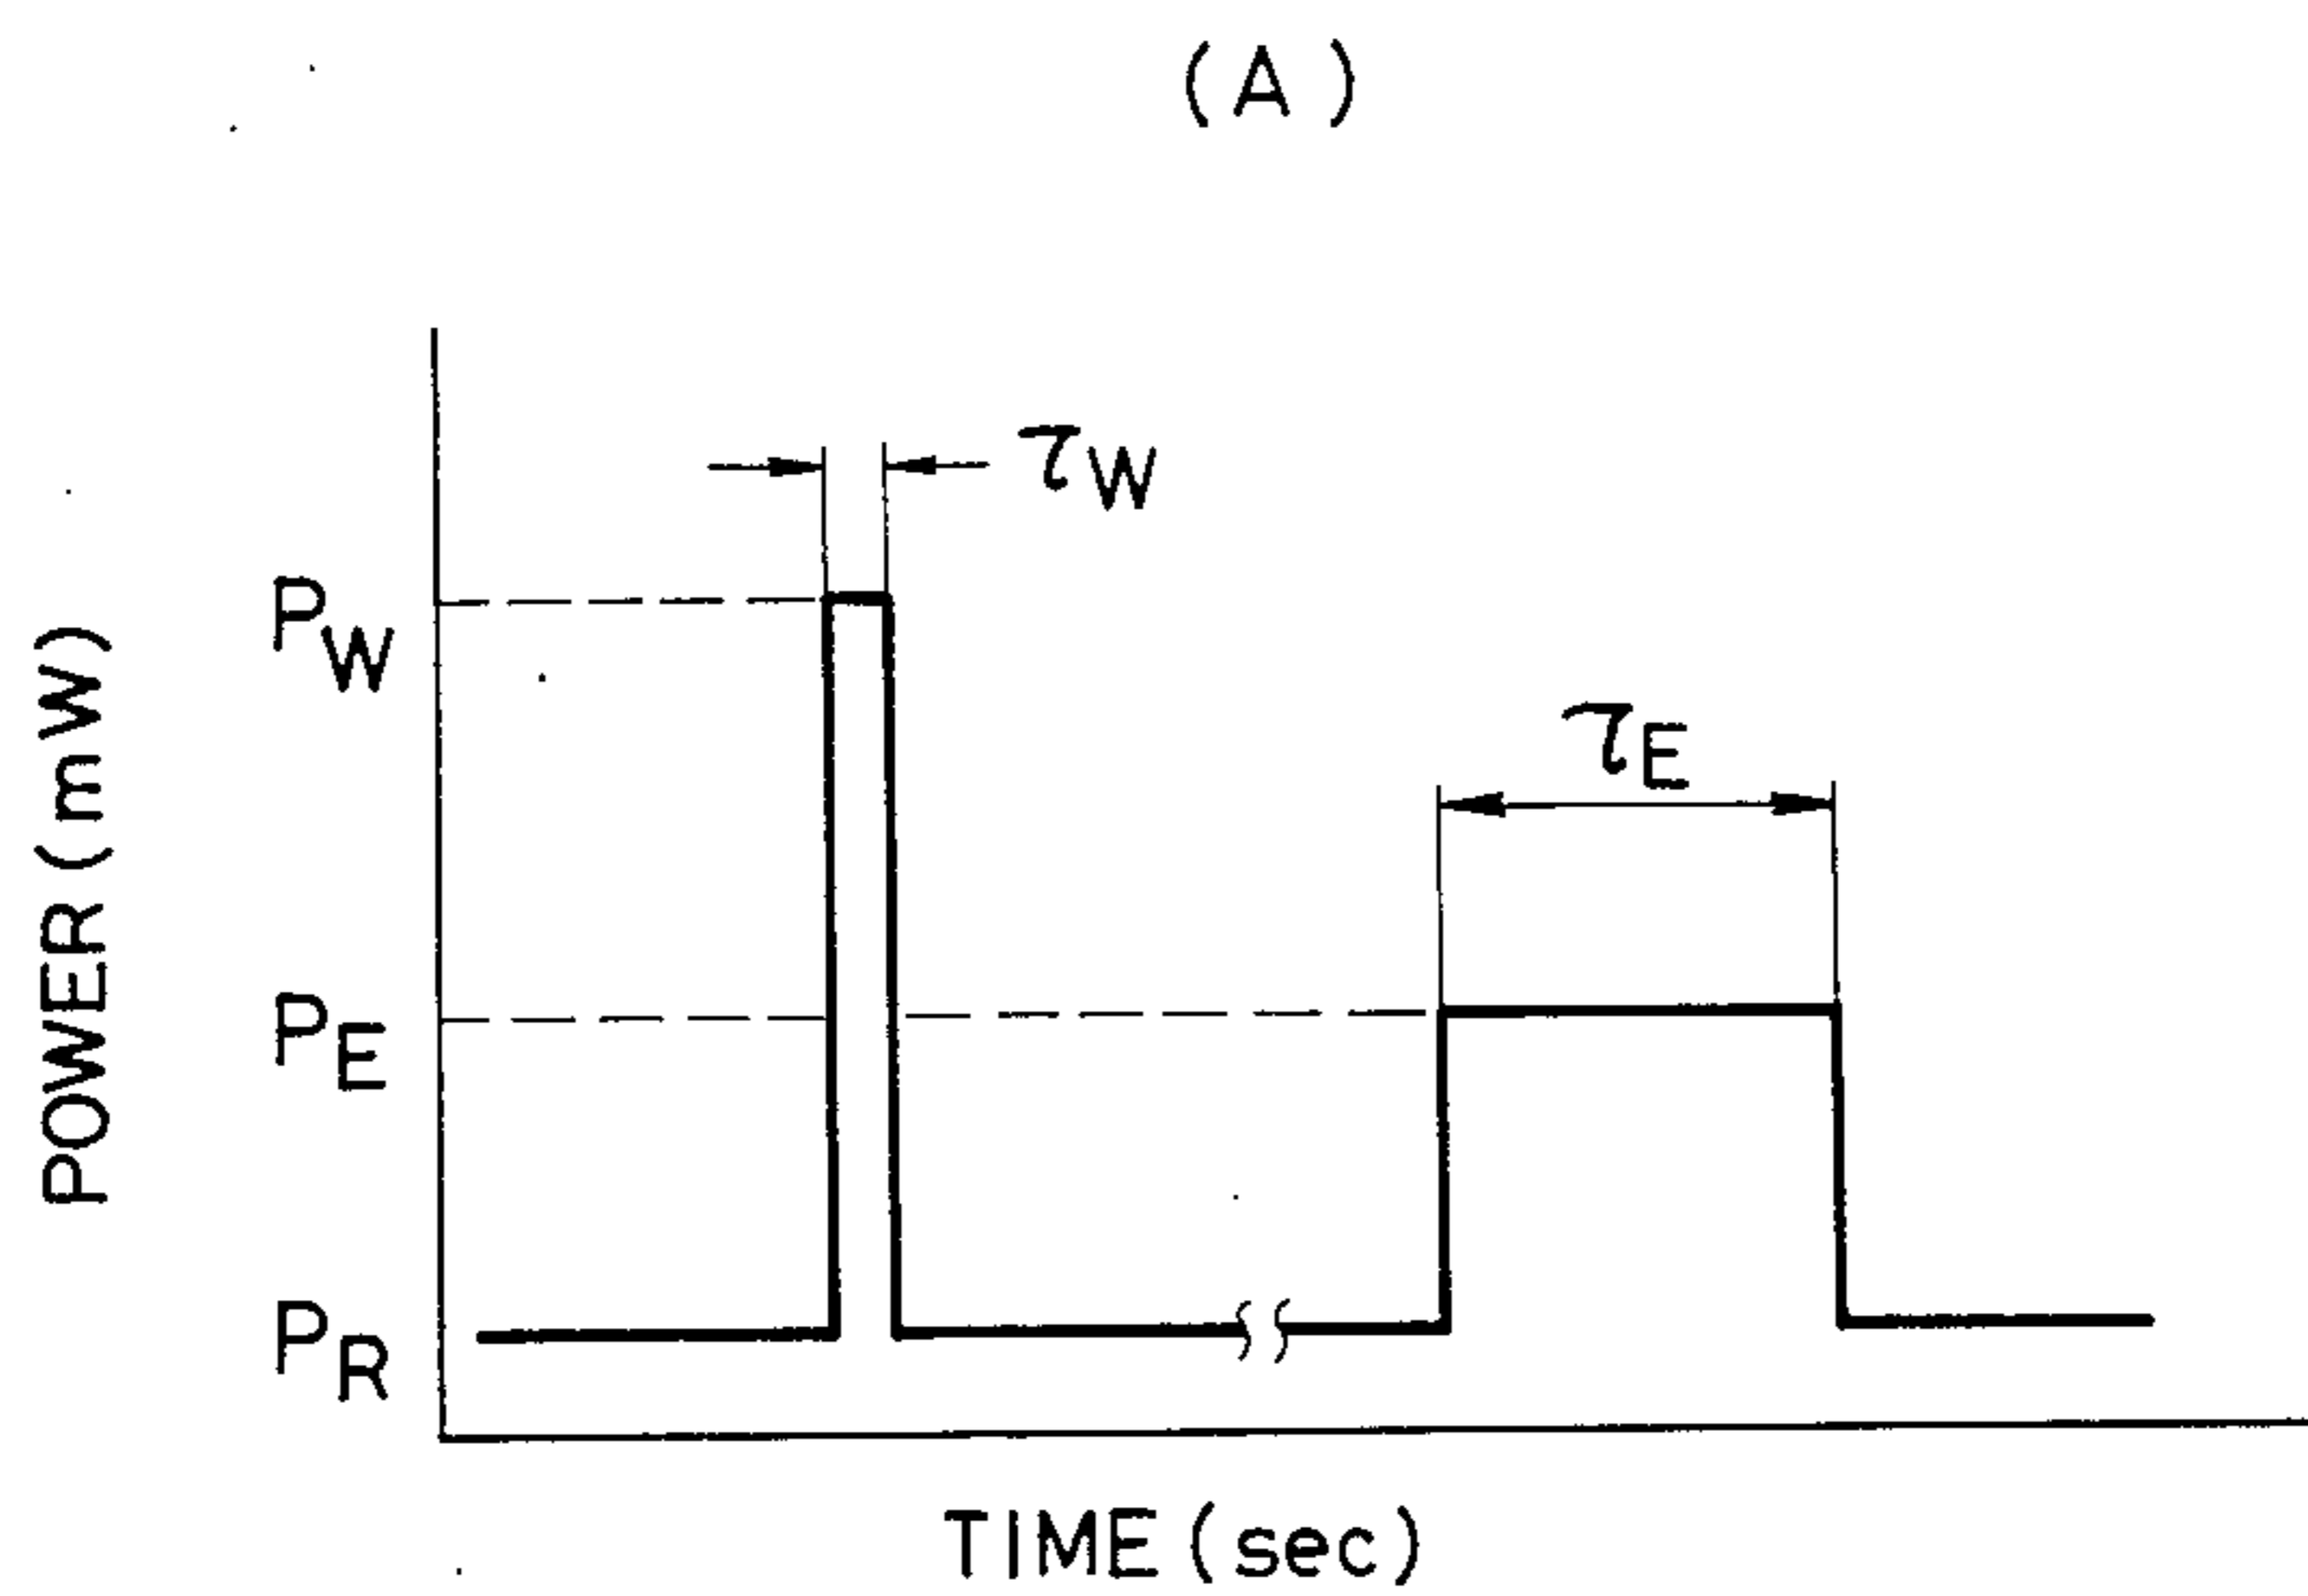 (A)
τW
PW
τE
POWER (mW)
PE
PR
TIME (sec)